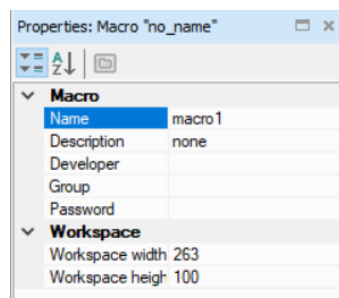 Properties: Macro "no_name"
A
Z
Macro
Name macro1
Description none
Developer
Group
Password
Workspace
Workspace width 263
Workspace heigh 100